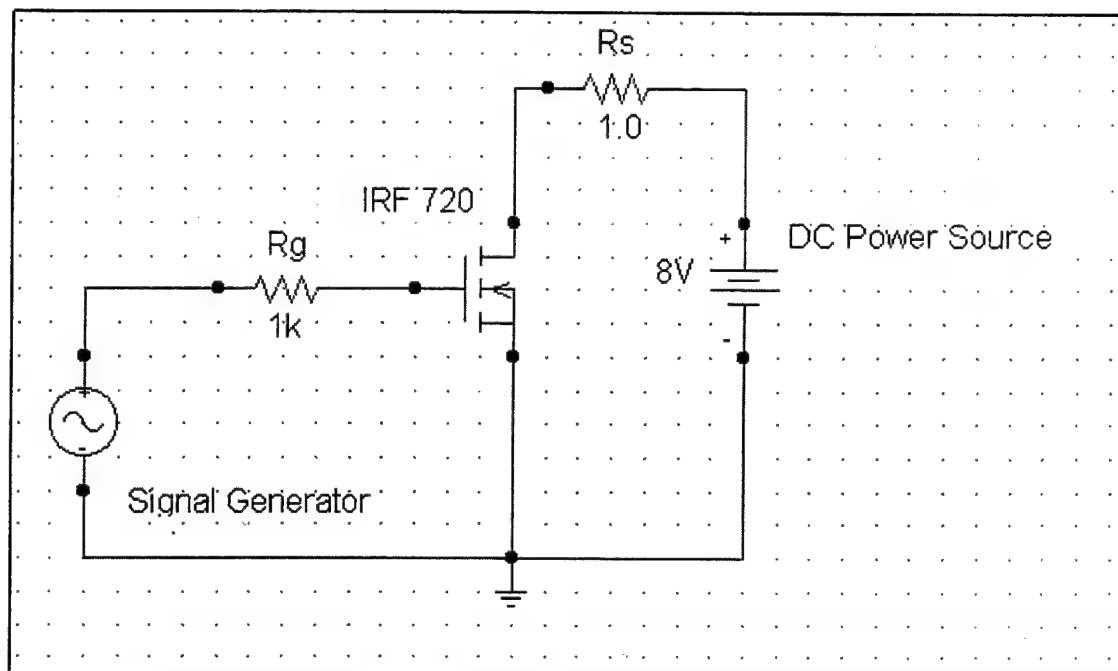 Rs
1.0
IRF 720
Rg
1k
+
8V
-
DC Power Source
+
-
Signal Generator